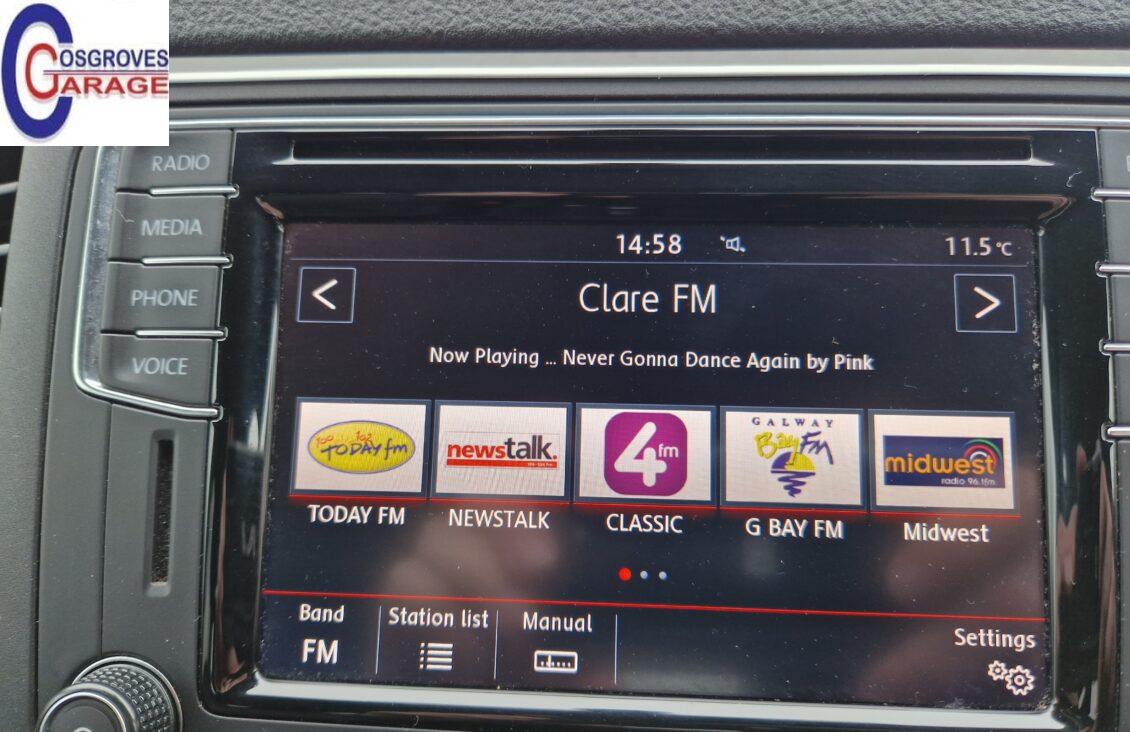 COSGROVES
GARAGE
RADIO
MEDIA
PHONE
VOICE
14:58
11.5 °C
<
Clare FM
>
Now Playing ... Never Gonna Dance Again by Pink
100 102
TODAY fm
newstalk.
4fm
GALWAY
Bay FM
midwest
radio 96.1fm
TODAY FM
NEWSTALK
CLASSIC
G BAY FM
Midwest
Band
FM
Station list
Manual
Settings